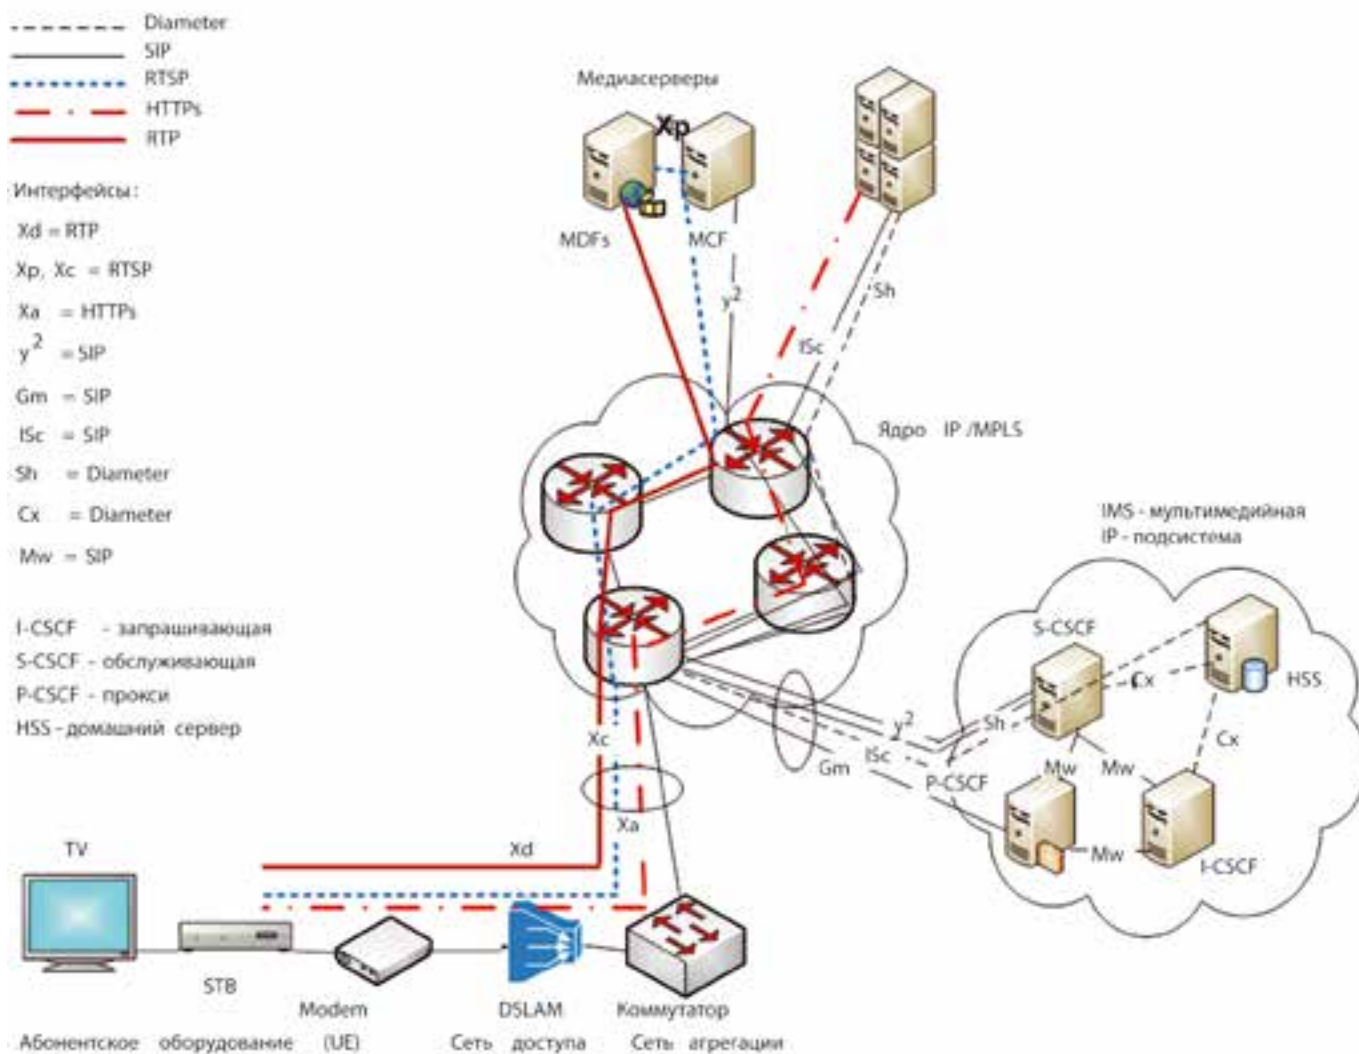 Diameter
SIP
RTSP
HTTPs
RTP
Интерфейсы:
Xd = RTP
Xp, Xc = RTSP
Xa = HTTPs
y² = SIP
Gm = SIP
ISc = SIP
Sh = Diameter
Cx = Diameter
Mw = SIP
I-CSCF - запрашивающая
S-CSCF - обслуживающая
P-CSCF - прокси
HSS - домашний сервер
Медиасерверы
Xp
MDFs
MCF
y²
Sh
ISc
Ядро IP /MPLS
IMS - мультимедийная
IP - подсистема
S-CSCF
HSS
Cx
Cx
y²
Sh
ISc
Gm
P-CSCF
Mw
Mw
Mw
I-CSCF
Xc
Xa
Xd
TV
STB
Modem
(UE)
DSLAM
Коммутатор
Абонентское оборудование
Сеть доступа
Сеть агрегации